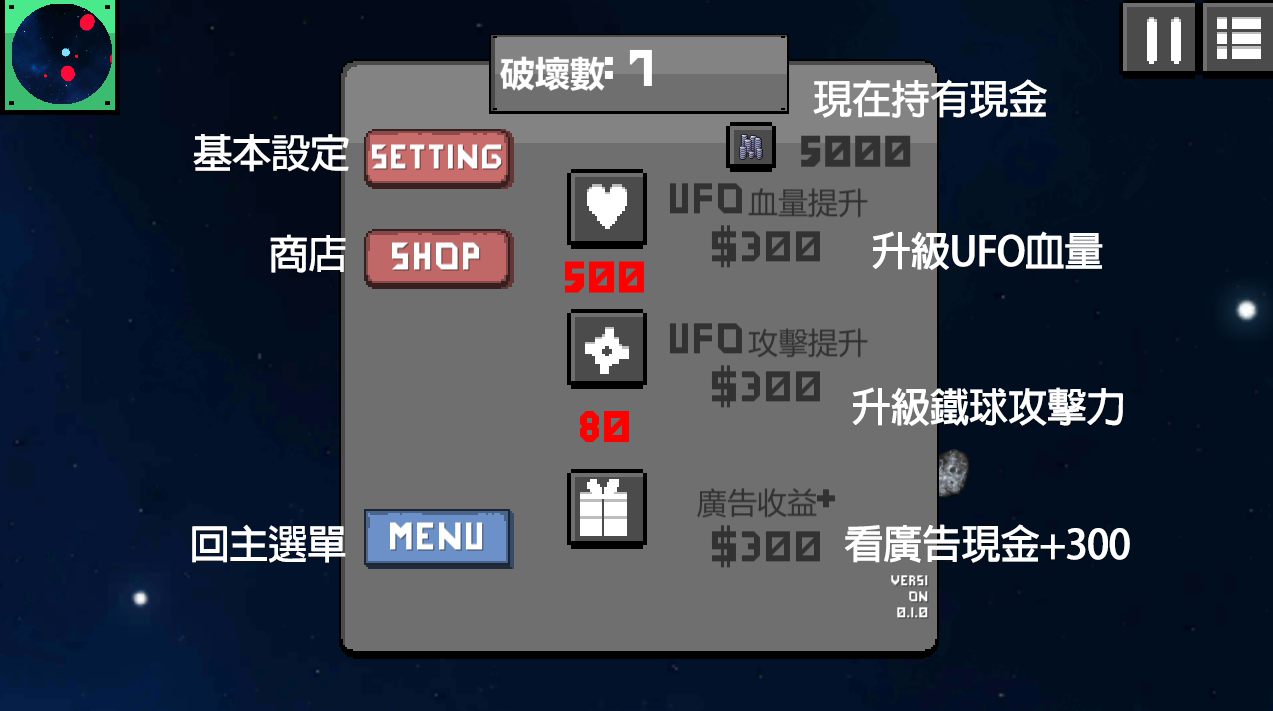 破壞數: 7
現在持有現金
5000
基本設定
SETTING
UFO血量提升
$300
升級UFO血量
商店
SHOP
500
UFO攻擊提升
$300
升級鐵球攻擊力
80
廣告收益+
$300
看廣告現金+300
回主選單
MENU
VERSI
ON
0.1.0